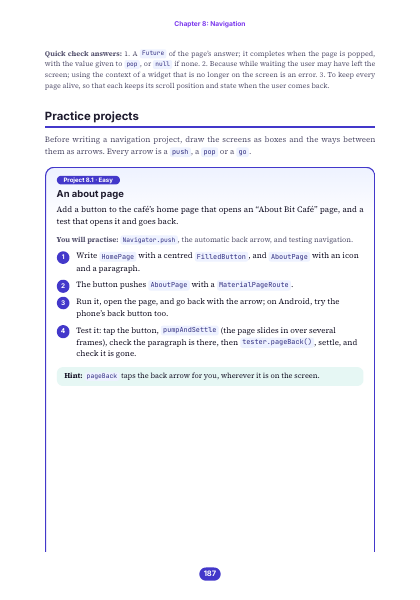 Chapter 8: Navigation
Quick check answers: 1. A Future of the page's answer; it completes when the page is popped,
with the value given to pop, or null if none. 2. Because while waiting the user may have left the
screen; using the context of a widget that is no longer on the screen is an error. 3. To keep every
page alive, so that each keeps its scroll position and state when the user comes back.
Practice projects
Before writing a navigation project, draw the screens as boxes and the ways between
them as arrows. Every arrow is a push, a pop or a go.
Project 8.1 · Easy
An about page
Add a button to the café's home page that opens an “About Bit Café” page, and a
test that opens it and goes back.
You will practise: Navigator.push, the automatic back arrow, and testing navigation.
1 Write HomePage with a centred FilledButton, and AboutPage with an icon
and a paragraph.
2 The button pushes AboutPage with a MaterialPageRoute.
3 Run it, open the page, and go back with the arrow; on Android, try the
phone's back button too.
4 Test it: tap the button, pumpAndSettle (the page slides in over several
frames), check the paragraph is there, then tester.pageBack(), settle, and
check it is gone.
Hint: pageBack taps the back arrow for you, wherever it is on the screen.
187